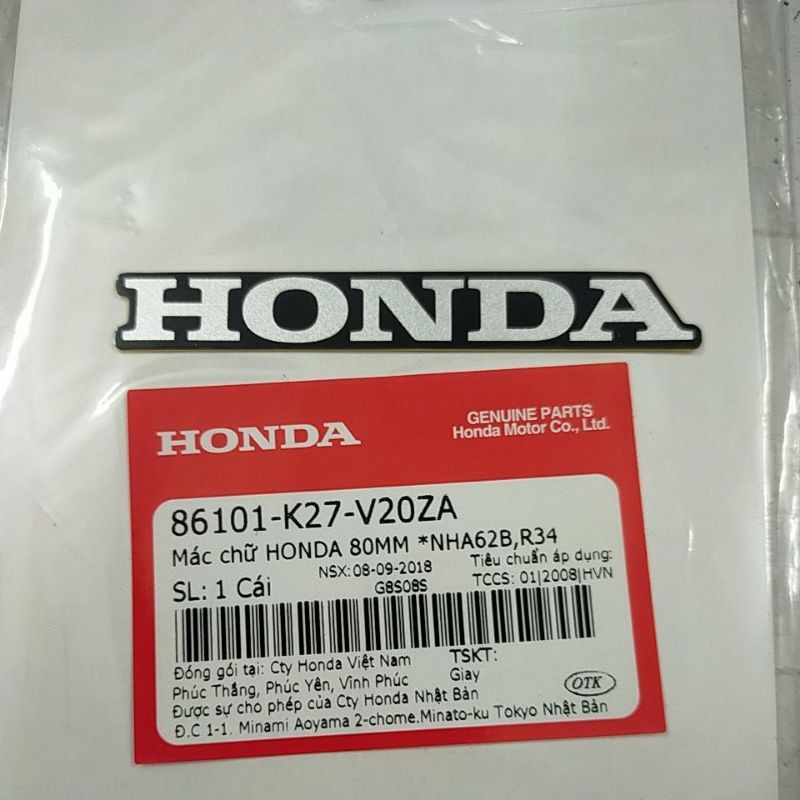 HONDA
HONDA
GENUINE PARTS
Honda Motor Co., Ltd.
86101-K27-V20ZA
Mác chữ HONDA 80MM *NHA62B,R34
NSX: 08-09-2018
Tiêu chuẩn áp dụng:
SL: 1 Cái
G8S08S
TCCS: 01|2008|HVN
Đóng gói tại: Cty Honda Việt Nam
TSKT:
Phúc Thắng, Phúc Yên, Vĩnh Phúc
Giay
OTK
Được sự cho phép của Cty Honda Nhật Bản
Đ.C 1-1. Minami Aoyama 2-chome.Minato-ku Tokyo Nhật Bản